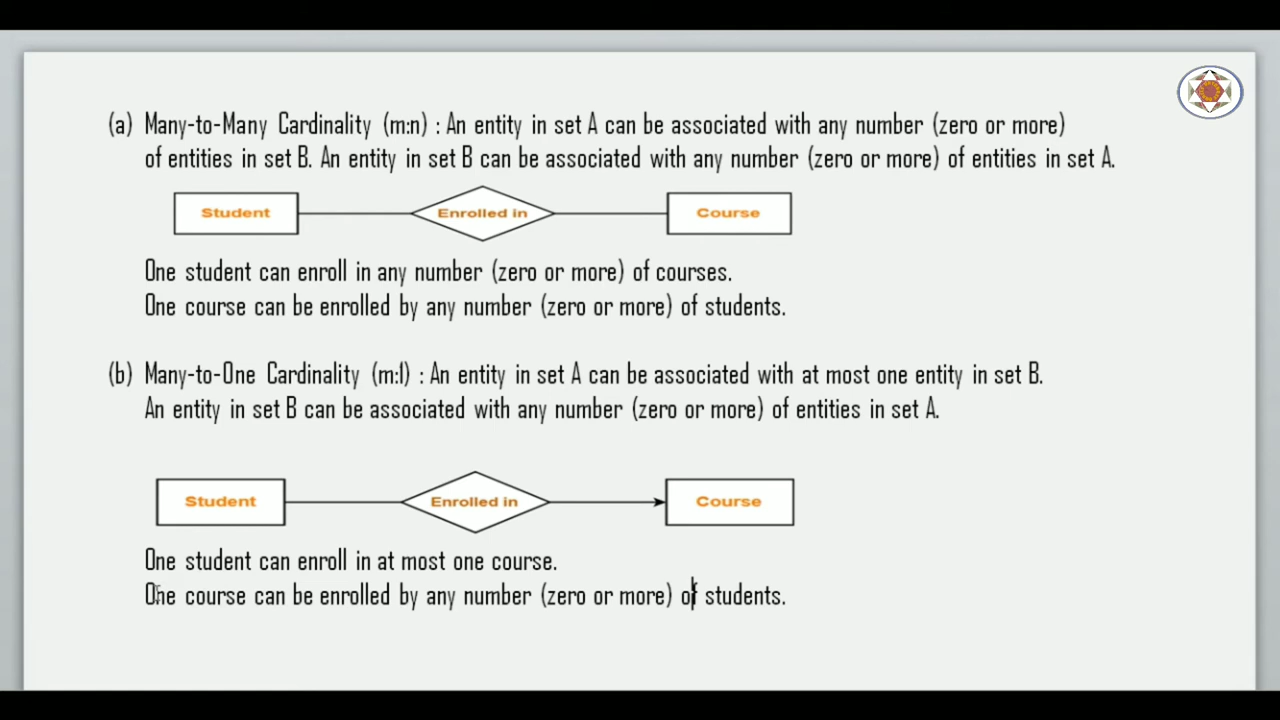 (a) Many-to-Many Cardinality (m:n) : An entity in set A can be associated with any number (zero or more)
of entities in set B. An entity in set B can be associated with any number (zero or more) of entities in set A.
Student Enrolled in Course
One student can enroll in any number (zero or more) of courses.
One course can be enrolled by any number (zero or more) of students.
(b) Many-to-One Cardinality (m:1) : An entity in set A can be associated with at most one entity in set B.
An entity in set B can be associated with any number (zero or more) of entities in set A.
Student Enrolled in Course
One student can enroll in at most one course.
One course can be enrolled by any number (zero or more) of students.